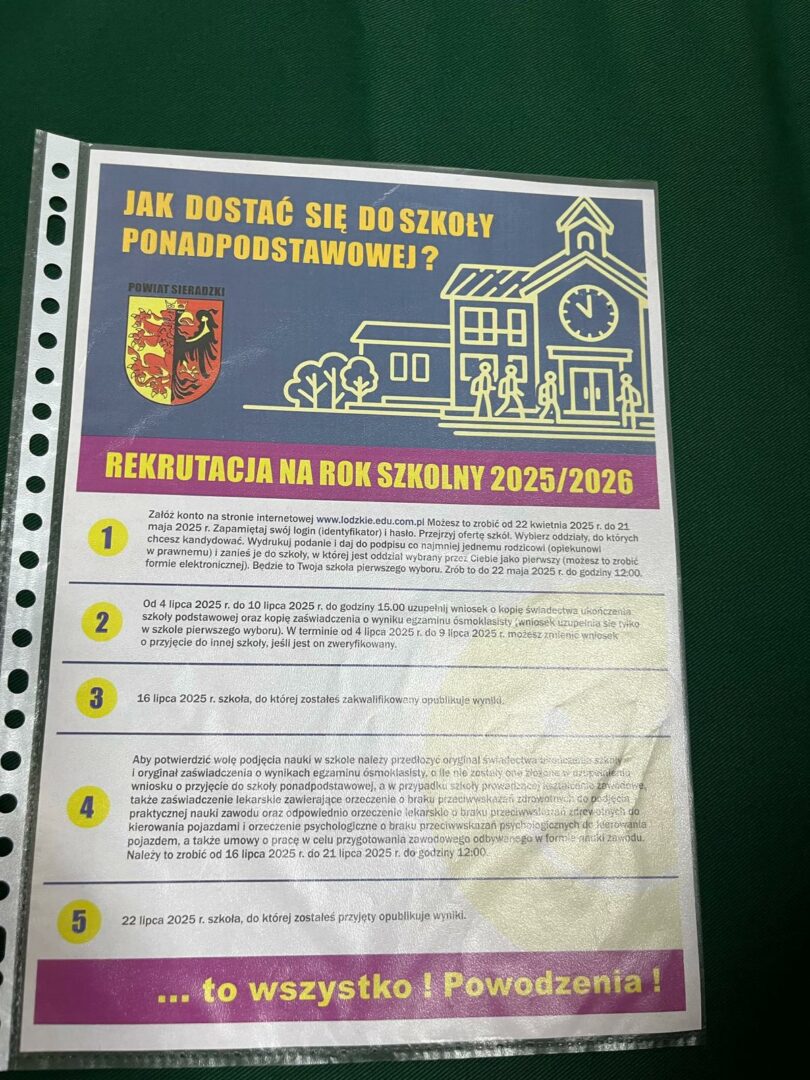 JAK DOSTAĆ SIĘ DO SZKOŁY
PONADPODSTAWOWEJ?
POWIAT SIERADZKI
REKRUTACJA NA ROK SZKOLNY 2025/2026
1
Załóż konto na stronie internetowej www.lodzkie.edu.com.pl Możesz to zrobić od 22 kwietnia 2025 r. do 21
maja 2025 r. Zapamiętaj swój login (identyfikator) i hasło. Przejrzyj ofertę szkół. Wybierz oddziały, do których
chcesz kandydować. Wydrukuj podanie i daj do podpisu co najmniej jednemu rodzicowi (opiekunowi
w prawnemu) i zanieś je do szkoły, w której jest oddział wybrany przez Ciebie jako pierwszy (możesz to zrobić
formie elektronicznej). Będzie to Twoja szkoła pierwszego wyboru. Zrób to do 22 maja 2025 r. do godziny 12:00.
2
Od 4 lipca 2025 r. do 10 lipca 2025 r. do godziny 15.00 uzupełnij wniosek o kopię świadectwa ukończenia
szkoły podstawowej oraz kopię zaświadczenia o wyniku egzaminu ósmoklasisty (wniosek uzupełnia się tylko
w szkole pierwszego wyboru). W terminie od 4 lipca 2025 r. do 9 lipca 2025 r. możesz zmienić wniosek
o przyjęcie do innej szkoły, jeśli jest on zweryfikowany.
3
16 lipca 2025 r. szkoła, do której zostałeś zakwalifikowany opublikuje wyniki.
4
Aby potwierdzić wolę podjęcia nauki w szkole należy przedłożyć oryginał świadectwa ukończenia szkoły
i oryginał zaświadczenia o wynikach egzaminu ósmoklasisty, o ile nie zostały one złożone w uzupełnieniu
wniosku o przyjęcie do szkoły ponadpodstawowej, a w przypadku szkoły prowadzącej kształcenie zawodowe,
także zaświadczenie lekarskie zawierające orzeczenie o braku przeciwwskazań zdrowotnych do podjęcia
praktycznej nauki zawodu oraz odpowiednio orzeczenie lekarskie o braku przeciwwskazań zdrowotnych do
kierowania pojazdami i orzeczenie psychologiczne o braku przeciwwskazań psychologicznych do kierowania
pojazdem, a także umowy o pracę w celu przygotowania zawodowego odbywanego w formie nauki zawodu.
Należy to zrobić od 16 lipca 2025 r. do 21 lipca 2025 r. do godziny 12:00
5
22 lipca 2025 r. szkoła, do której zostałeś przyjęty opublikuje wyniki.
... to wszystko ! Powodzenia !